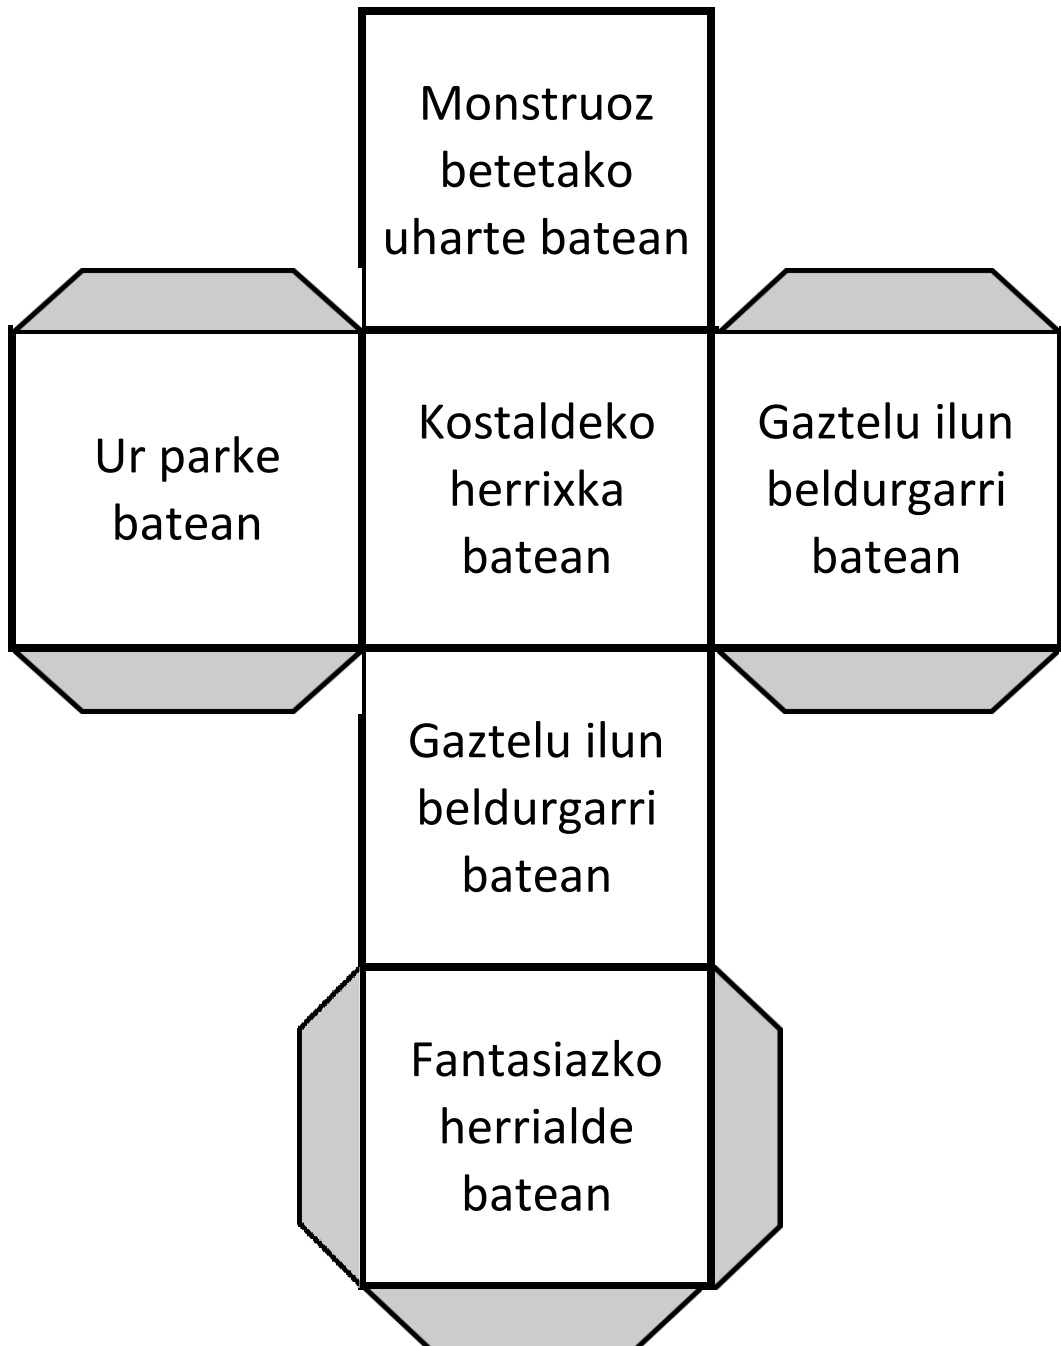 Monstruoz
betetako
uharte batean
Ur parke
batean
Kostaldeko
herrixka
batean
Gaztelu ilun
beldurgarri
batean
Gaztelu ilun
beldurgarri
batean
Fantasiazko
herrialde
batean